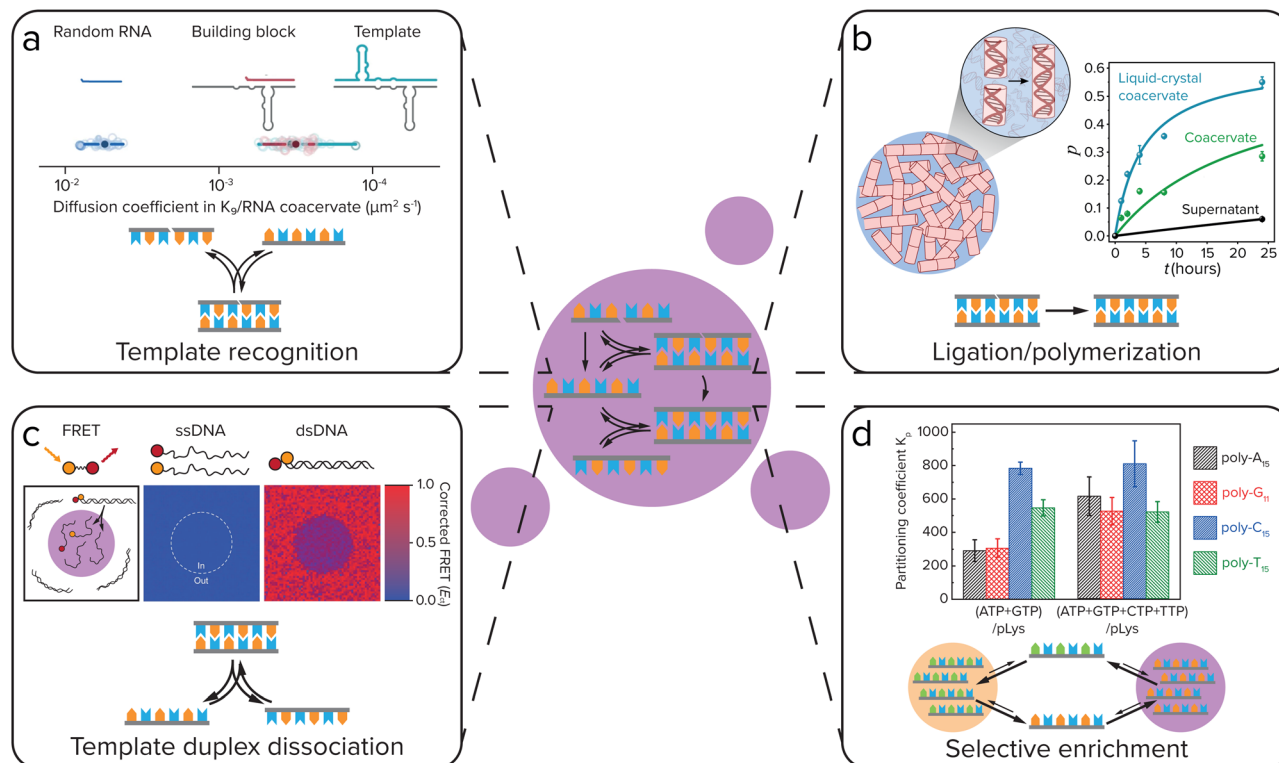 a
Random RNA Building block Template
10⁻² 10⁻³ 10⁻⁴
Diffusion coefficient in K₉/RNA coacervate (μm² s⁻¹)
Template recognition
b
Liquid-crystal
coacervate
Coacervate
Supernatant
p
0.6
0.5
0.4
0.3
0.2
0.1
0.0
0 5 10 15 20 25
t (hours)
Ligation/polymerization
c
FRET ssDNA dsDNA
In
Out
1.0
0.5
0.0
Corrected FRET (E꜀ₜ)
Template duplex dissociation
d
Partitioning coefficient Kₚ
1000
800
600
400
200
0
(ATP+GTP) (ATP+GTP+CTP+TTP)
/pLys /pLys
poly-A₁₅
poly-G₁₁
poly-C₁₅
poly-T₁₅
Selective enrichment